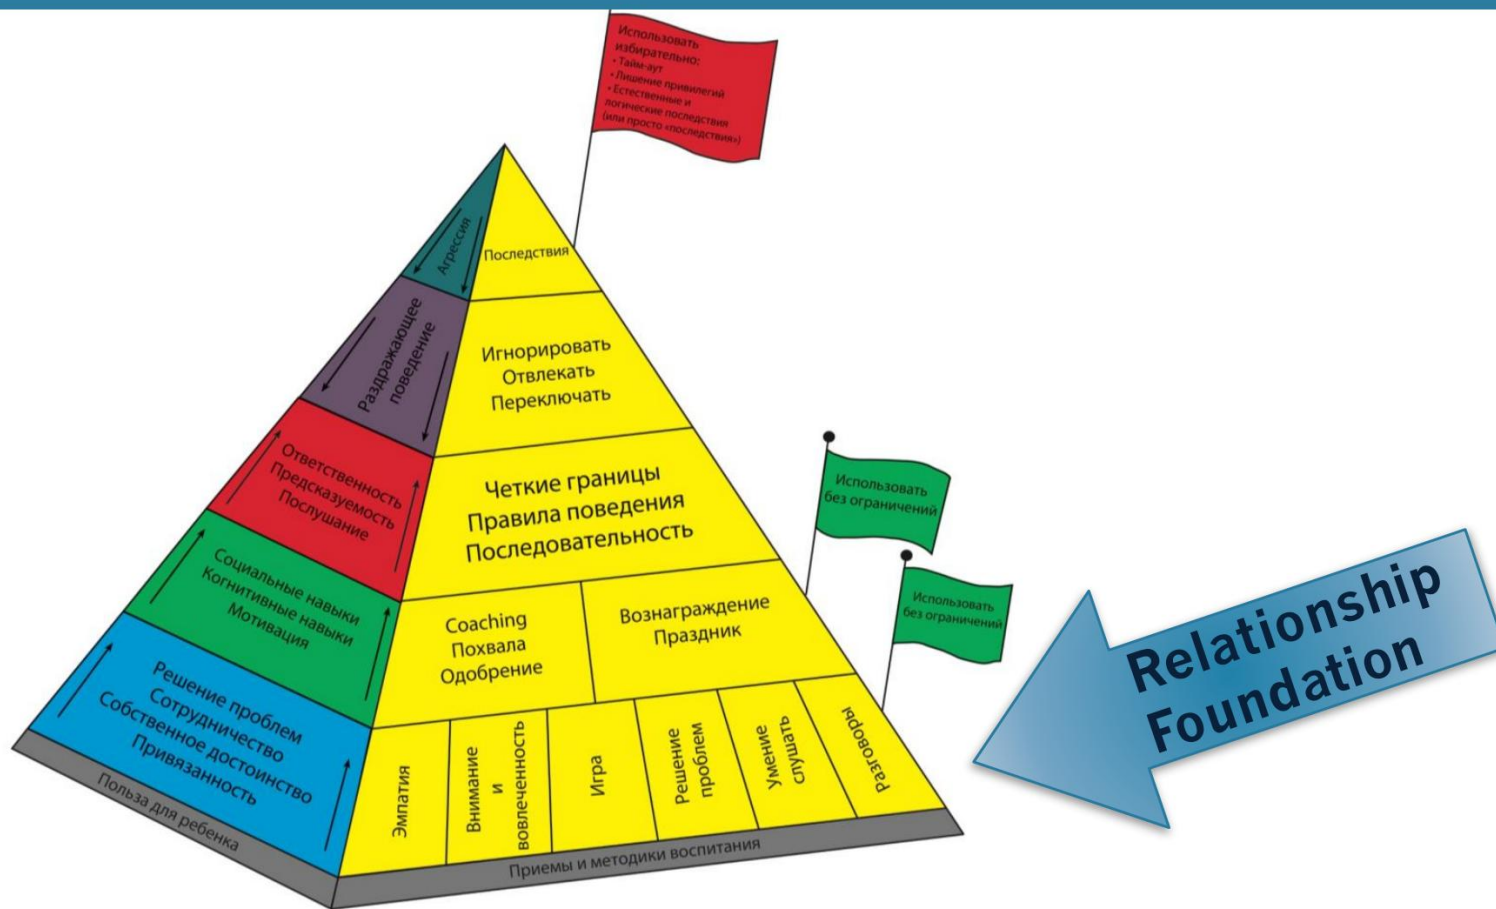 Использовать
избирательно:
• Тайм-аут
• Лишение привилегий
• Естественные и
логические последствия
(или просто «последствия»)
Агрессия
Последствия
Раздражающее
поведение
Игнорировать
Отвлекать
Переключать
Ответственность
Предсказуемость
Послушание
Четкие границы
Правила поведения
Последовательность
Использовать
без ограничений
Социальные навыки
Когнитивные навыки
Мотивация
Coaching
Похвала
Одобрение
Вознаграждение
Праздник
Использовать
без ограничений
Решение проблем
Сотрудничество
Собственное достоинство
Привязанность
Эмпатия
Внимание
и
вовлеченность
Игра
Решение
проблем
Умение
слушать
Разговоры
Польза для ребенка
Приемы и методики воспитания
Relationship
Foundation